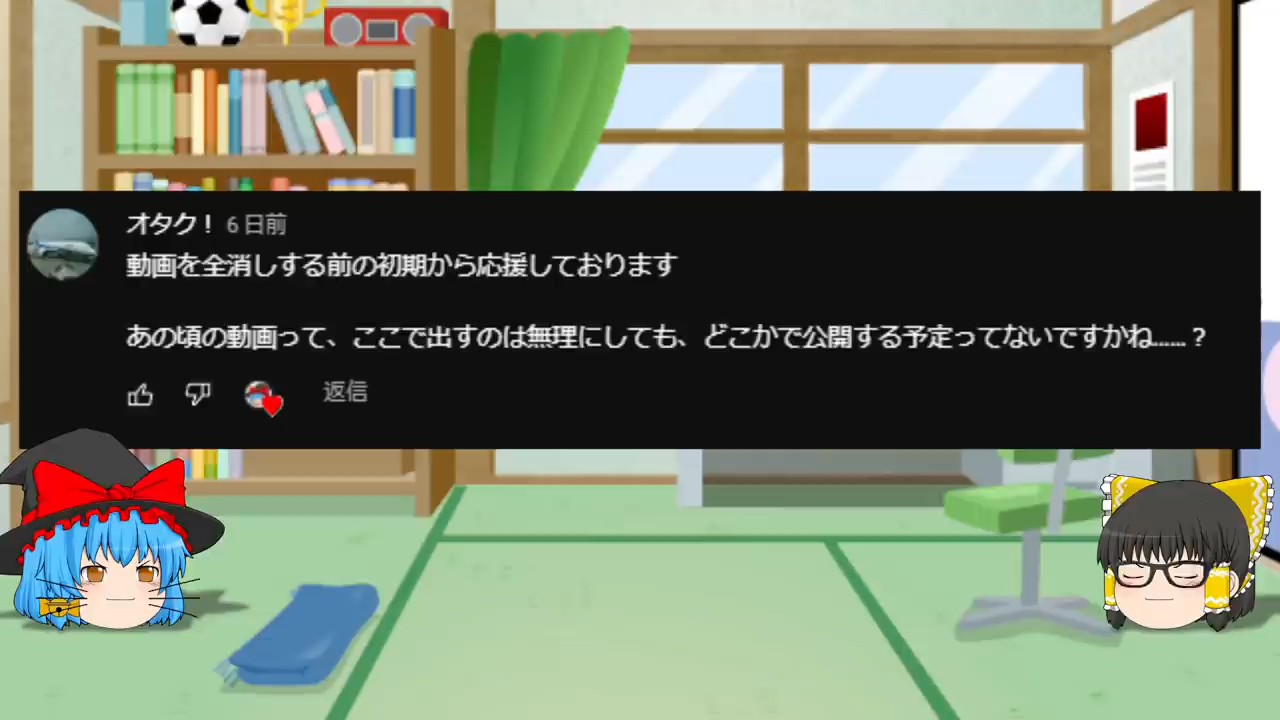 オタク！ 6 日前
動画を全消しする前の初期から応援しております
あの頃の動画って、ここで出すのは無理にしても、どこかで公開する予定ってないですかね......？
返信